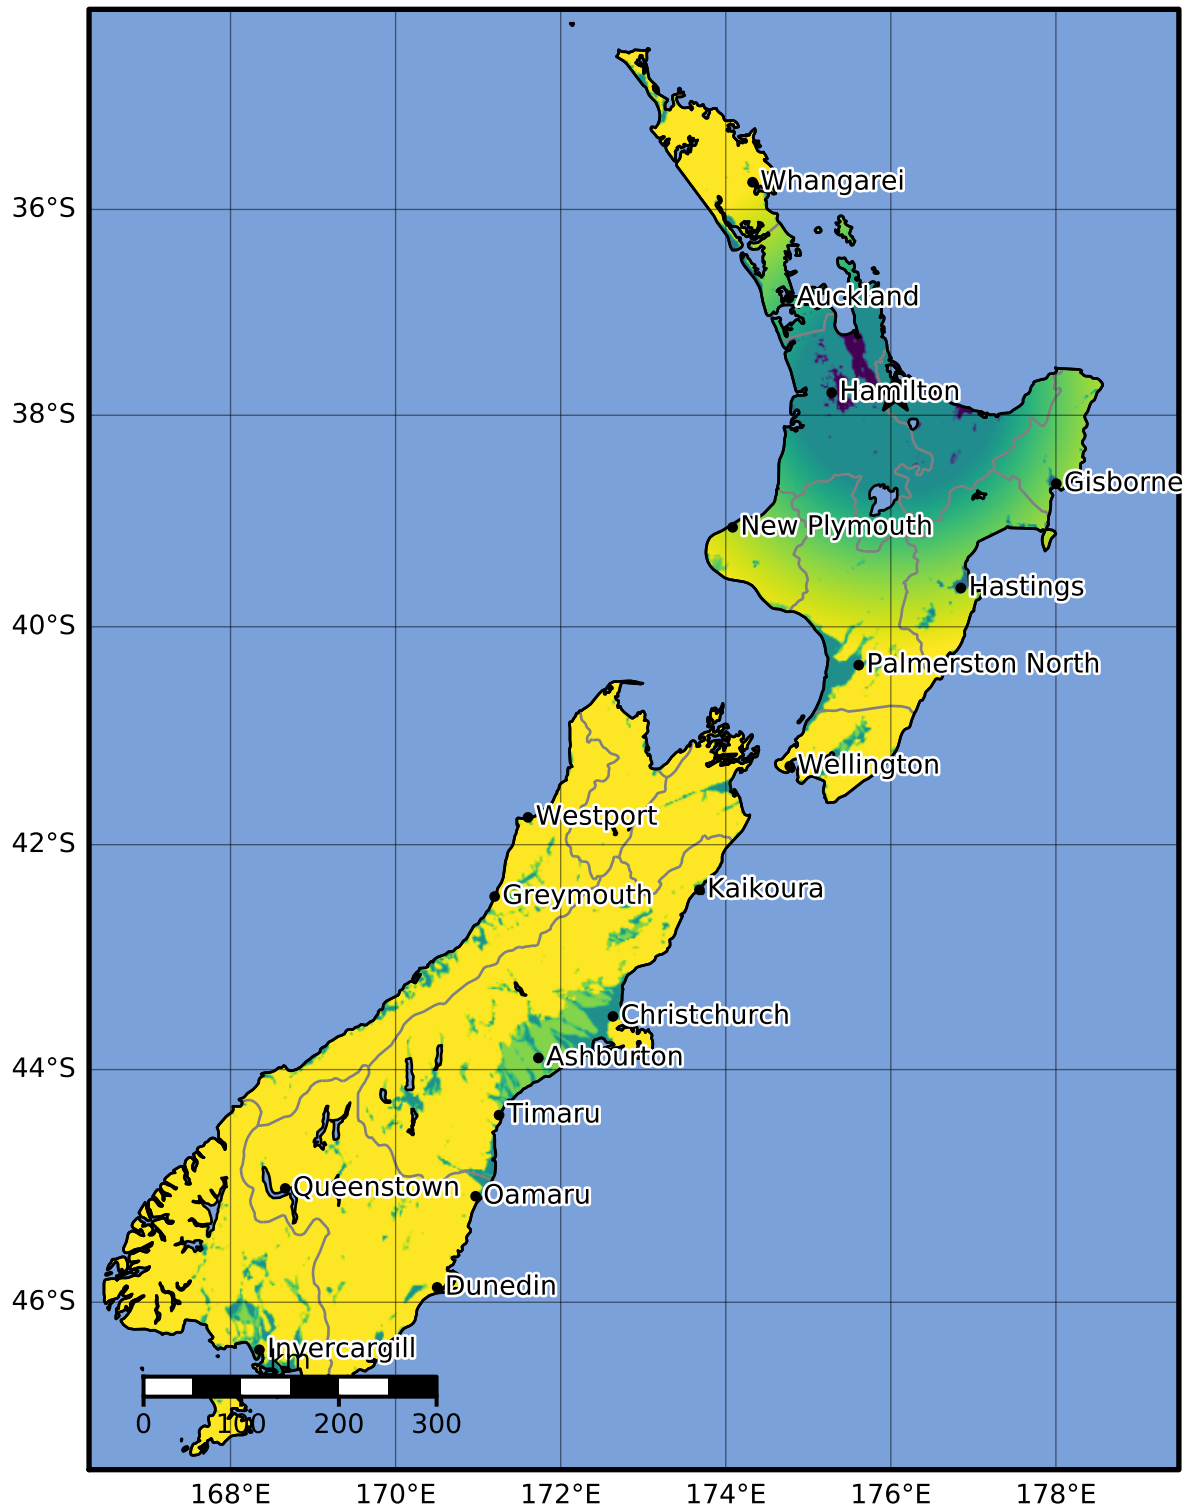 Whangarei
36°S
Auckland
Hamilton
38°S
Gisborne
New Plymouth
Hastings
40°S
Palmerston North
Wellington
Westport
42°S
Kaikoura
Greymouth
Christchurch
Ashburton
44°S
Timaru
Queenstown
Oamaru
Dunedin
46°S
Invercargill
km
0 100 200 300
168°E 170°E 172°E 174°E 176°E 178°E